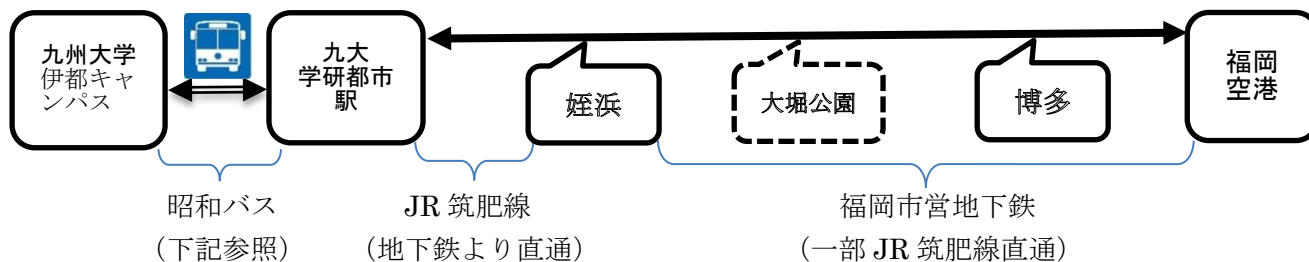 九州大学
伊都キャ
ンパス
九大
学研都市
駅
姪浜
大堀公園
博多
福岡
空港
昭和バス
（下記参照）
JR 筑肥線
（地下鉄より直通）
福岡市営地下鉄
（一部 JR 筑肥線直通）